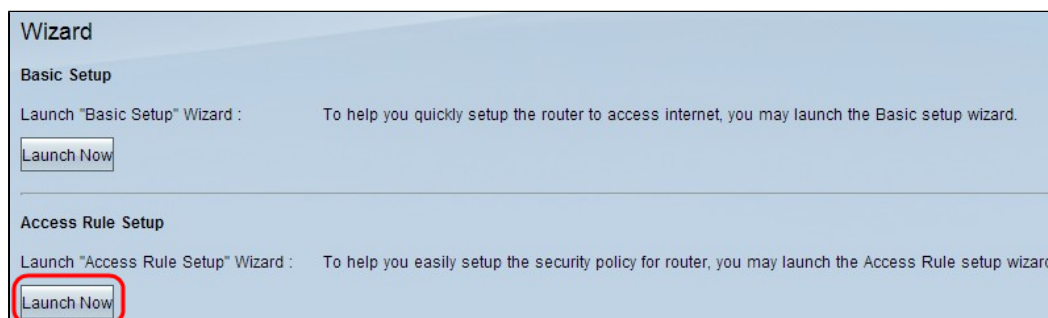 Wizard
Basic Setup
Launch "Basic Setup" Wizard : To help you quickly setup the router to access internet, you may launch the Basic setup wizard.
Launch Now
Access Rule Setup
Launch "Access Rule Setup" Wizard : To help you easily setup the security policy for router, you may launch the Access Rule setup wizard
Launch Now